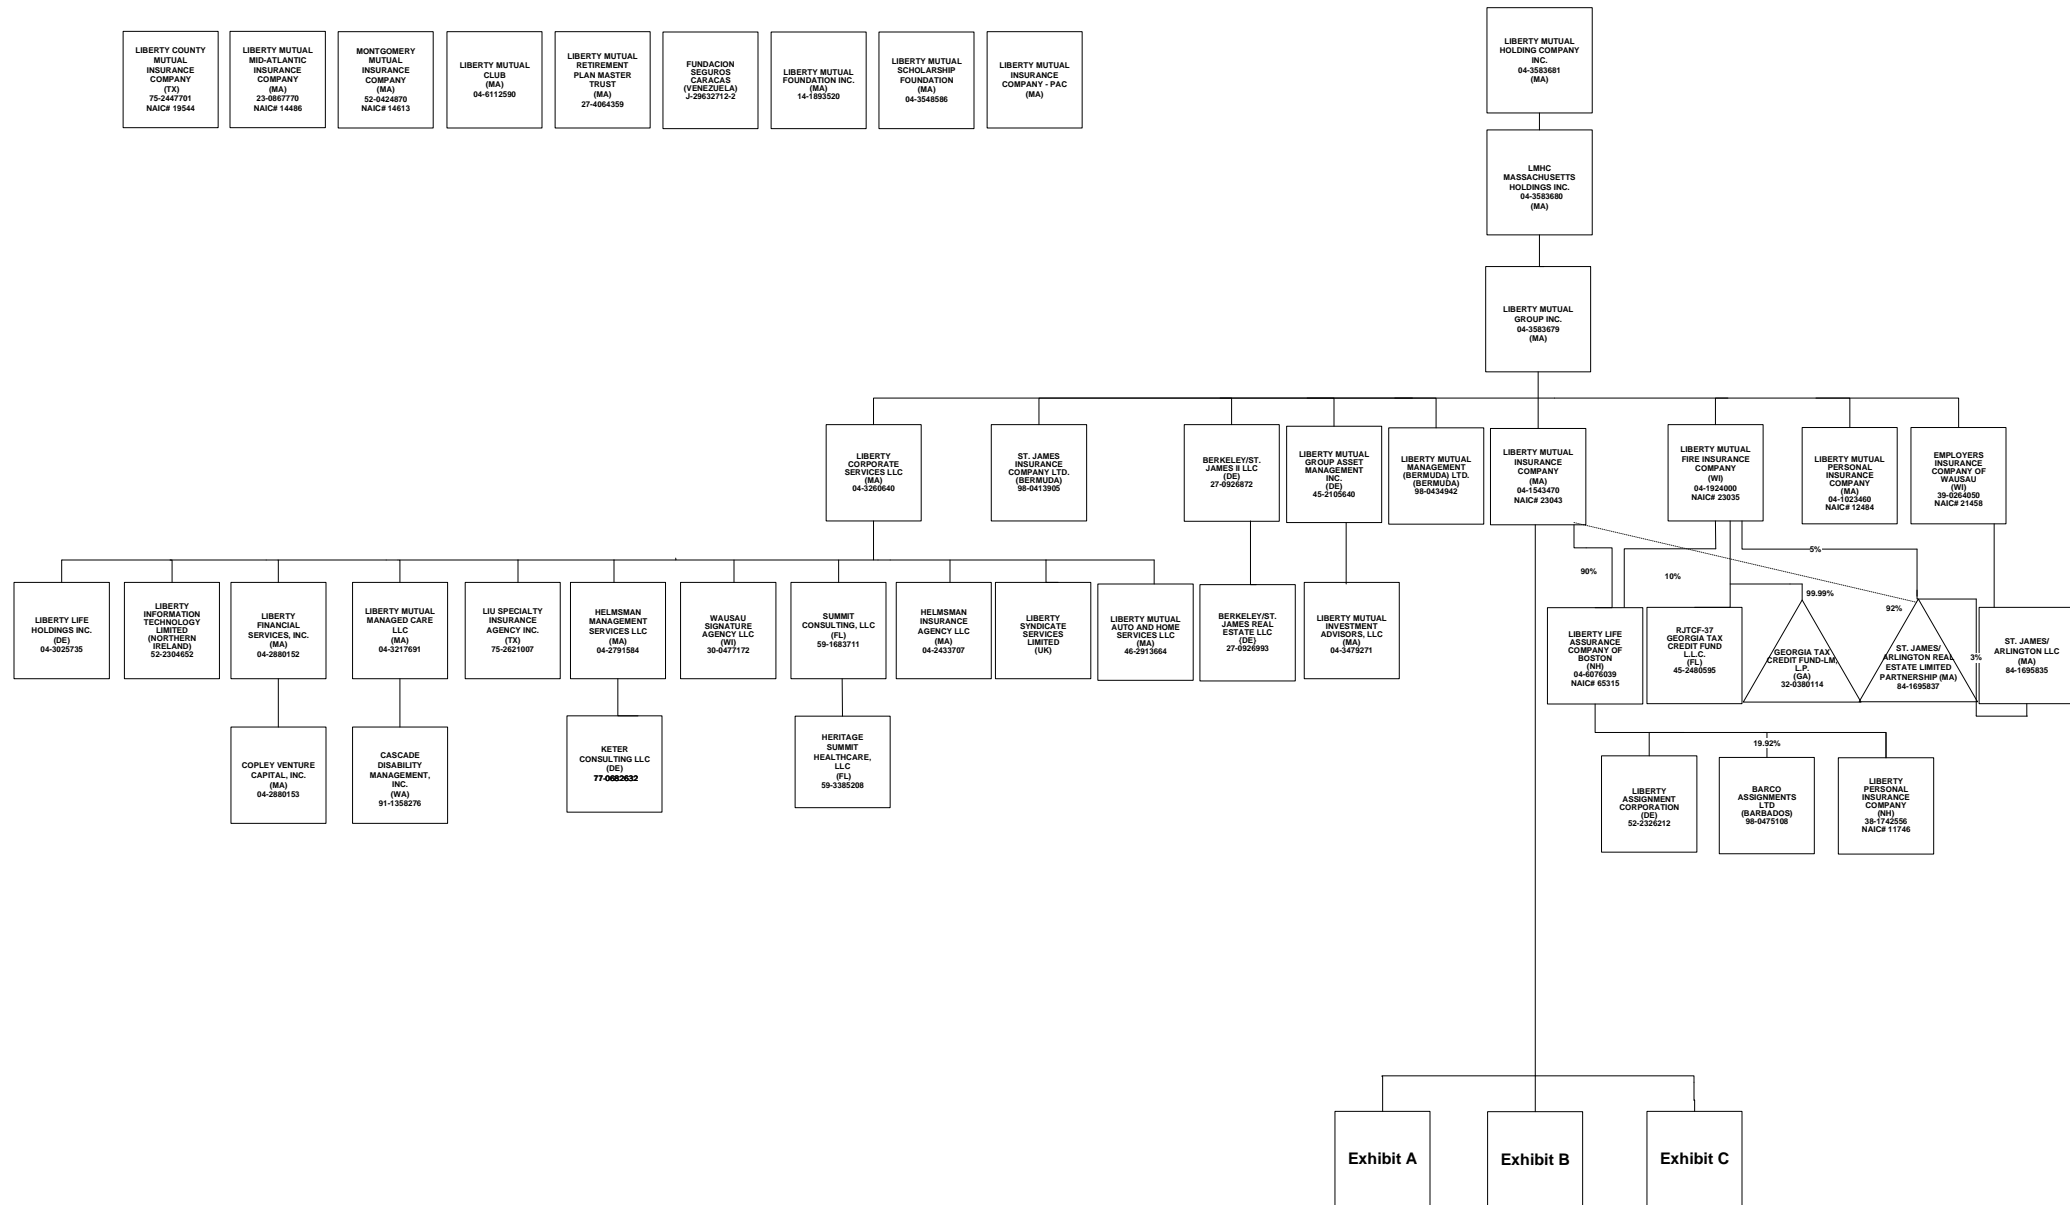 LIBERTY COUNTY
MUTUAL
INSURANCE
COMPANY
(TX)
75-2447701
NAIC# 19544
LIBERTY MUTUAL
MID-ATLANTIC
INSURANCE
COMPANY
(MA)
23-0867770
NAIC# 14486
MONTGOMERY
MUTUAL
INSURANCE
COMPANY
(MA)
52-0424870
NAIC# 14613
LIBERTY MUTUAL
CLUB
(MA)
04-6112590
LIBERTY MUTUAL
RETIREMENT
PLAN MASTER
TRUST
(MA)
27-4064359
FUNDACION
SEGUROS
CARACAS
(VENEZUELA)
J-29632712-2
LIBERTY MUTUAL
FOUNDATION INC.
(MA)
14-1893520
LIBERTY MUTUAL
SCHOLARSHIP
FOUNDATION
(MA)
04-3548586
LIBERTY MUTUAL
INSURANCE
COMPANY - PAC
(MA)
LIBERTY MUTUAL
HOLDING COMPANY
INC.
04-3583681
(MA)
LMHC
MASSACHUSETTS
HOLDINGS INC.
04-3583680
(MA)
LIBERTY MUTUAL
GROUP INC.
04-3583679
(MA)
LIBERTY
CORPORATE
SERVICES LLC
(MA)
04-3260640
ST. JAMES
INSURANCE
COMPANY LTD.
(BERMUDA)
98-0413905
BERKELEY/ST.
JAMES II LLC
(DE)
27-0926872
LIBERTY MUTUAL
GROUP ASSET
MANAGEMENT
INC.
(DE)
45-2105640
LIBERTY MUTUAL
MANAGEMENT
(BERMUDA) LTD.
(BERMUDA)
98-0434942
LIBERTY MUTUAL
INSURANCE
COMPANY
(MA)
04-1543470
NAIC# 23043
LIBERTY MUTUAL
FIRE INSURANCE
COMPANY
(WI)
04-1924000
NAIC# 23035
LIBERTY MUTUAL
PERSONAL
INSURANCE
COMPANY
(MA)
04-1023460
NAIC# 12484
EMPLOYERS
INSURANCE
COMPANY OF
WAUSAU
(WI)
39-0264050
NAIC# 21458
90%
10%
5%
99.99%
92%
3%
LIBERTY LIFE
HOLDINGS INC.
(DE)
04-3025735
LIBERTY
INFORMATION
TECHNOLOGY
LIMITED
(NORTHERN
IRELAND)
52-2304652
LIBERTY
FINANCIAL
SERVICES, INC.
(MA)
04-2880152
LIBERTY MUTUAL
MANAGED CARE
LLC
(MA)
04-3217691
LIU SPECIALTY
INSURANCE
AGENCY INC.
(TX)
75-2621007
HELMSMAN
MANAGEMENT
SERVICES LLC
(MA)
04-2791584
WAUSAU
SIGNATURE
AGENCY LLC
(WI)
30-0477172
SUMMIT
CONSULTING, LLC
(FL)
59-1683711
HELMSMAN
INSURANCE
AGENCY LLC
(MA)
04-2433707
LIBERTY
SYNDICATE
SERVICES
LIMITED
(UK)
LIBERTY MUTUAL
AUTO AND HOME
SERVICES LLC
(MA)
46-2913664
BERKELEY/ST.
JAMES REAL
ESTATE LLC
(DE)
27-0926993
LIBERTY MUTUAL
INVESTMENT
ADVISORS, LLC
(MA)
04-3479271
LIBERTY LIFE
ASSURANCE
COMPANY OF
BOSTON
(NH)
04-6076039
NAIC# 65315
RJTCF-37
GEORGIA TAX
CREDIT FUND
L.L.C.
(FL)
45-2480595
GEORGIA TAX
CREDIT FUND-LM,
L.P.
(GA)
32-0380114
ST. JAMES/
ARLINGTON REAL
ESTATE LIMITED
PARTNERSHIP (MA)
84-1695837
ST. JAMES/
ARLINGTON LLC
(MA)
84-1695835
COPLEY VENTURE
CAPITAL, INC.
(MA)
04-2880153
CASCADE
DISABILITY
MANAGEMENT,
INC.
(WA)
91-1358276
KETER
CONSULTING LLC
(DE)
77-0682632
HERITAGE
SUMMIT
HEALTHCARE,
LLC
(FL)
59-3385208
19.92%
LIBERTY
ASSIGNMENT
CORPORATION
(DE)
52-2326212
BARCO
ASSIGNMENTS
LTD
(BARBADOS)
98-0475108
LIBERTY
PERSONAL
INSURANCE
COMPANY
(NH)
38-1742556
NAIC# 11746
Exhibit A
Exhibit B
Exhibit C